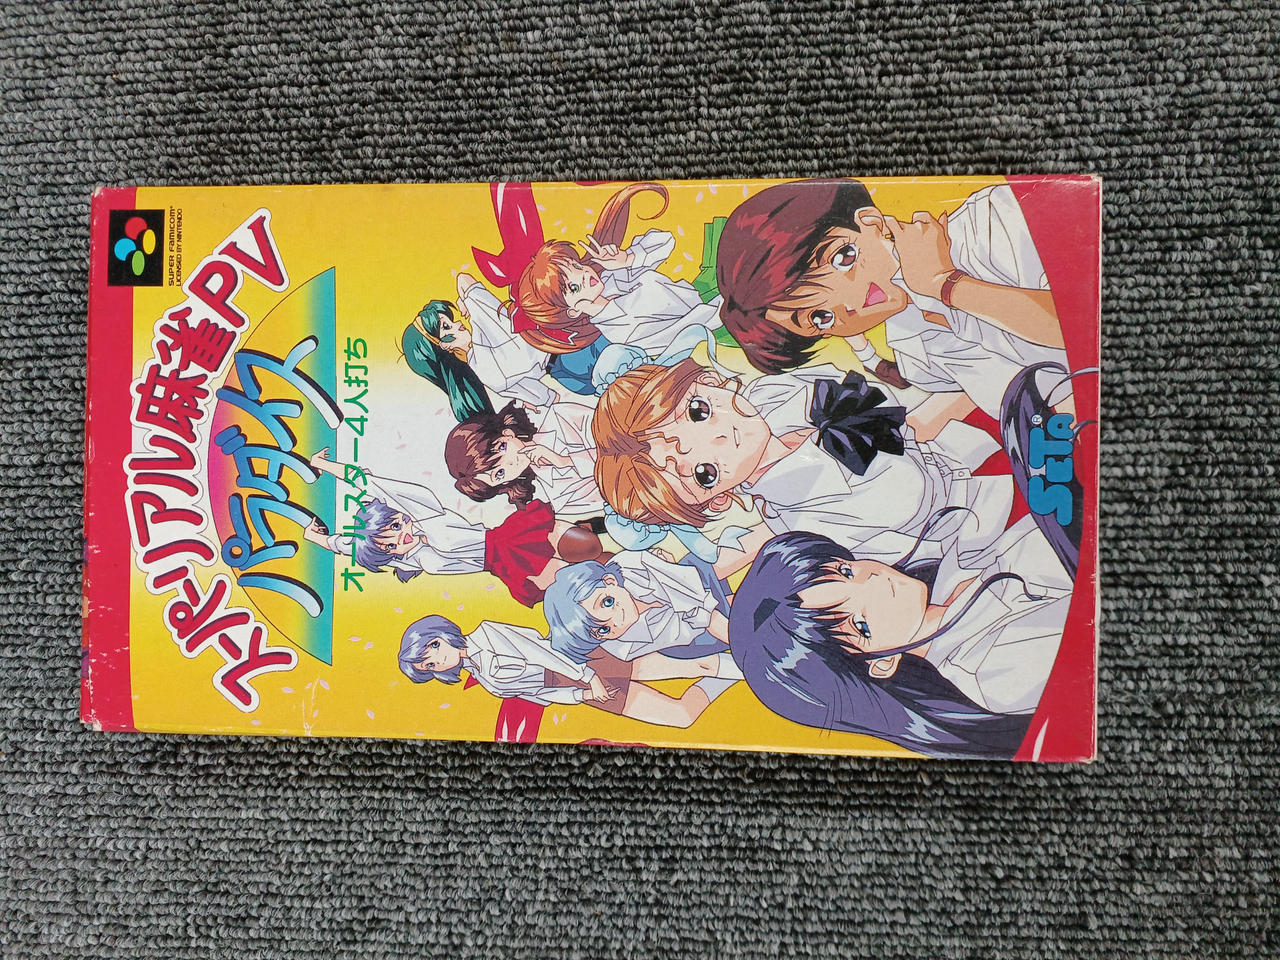 SUPER FAMICOM®
LICENSED BY NINTENDO
スーパーリアル麻雀PV
パラダイス
オールスター4人打ち
SETA®